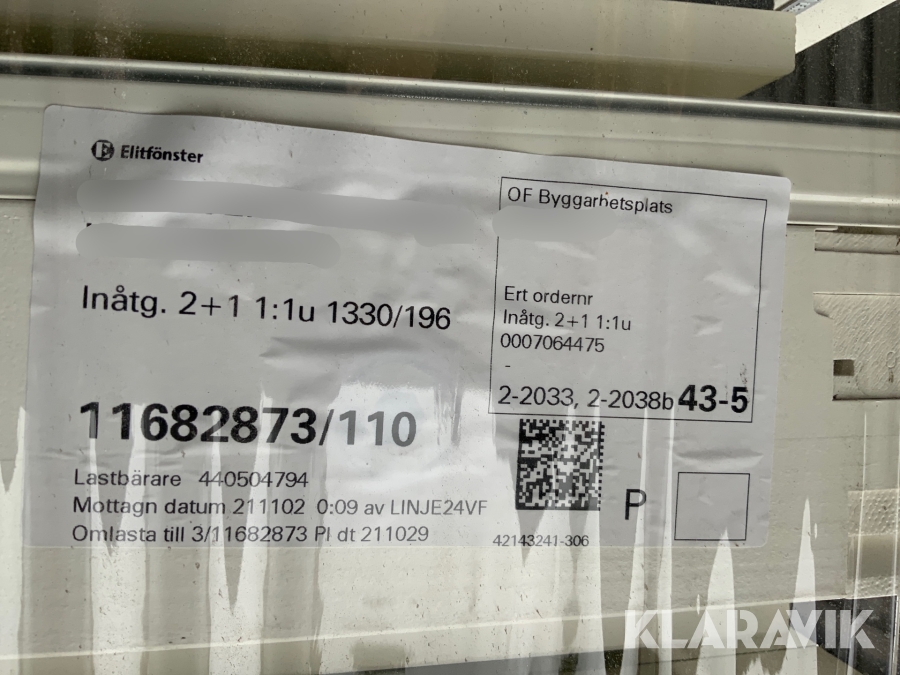 Elitfönster
OF Byggarbetsplats
Inåtg. 2+1 1:1u 1330/196
Ert ordernr
Inåtg. 2+1 1:1u
0007064475
-
2-2033, 2-2038b 43-5
11682873/110
Lastbärare 440504794
Mottagn datum 211102 0:09 av LINJE24VF
Omlasta till 3/11682873 Pl dt 211029
P
42143241-306
KLARAVIK